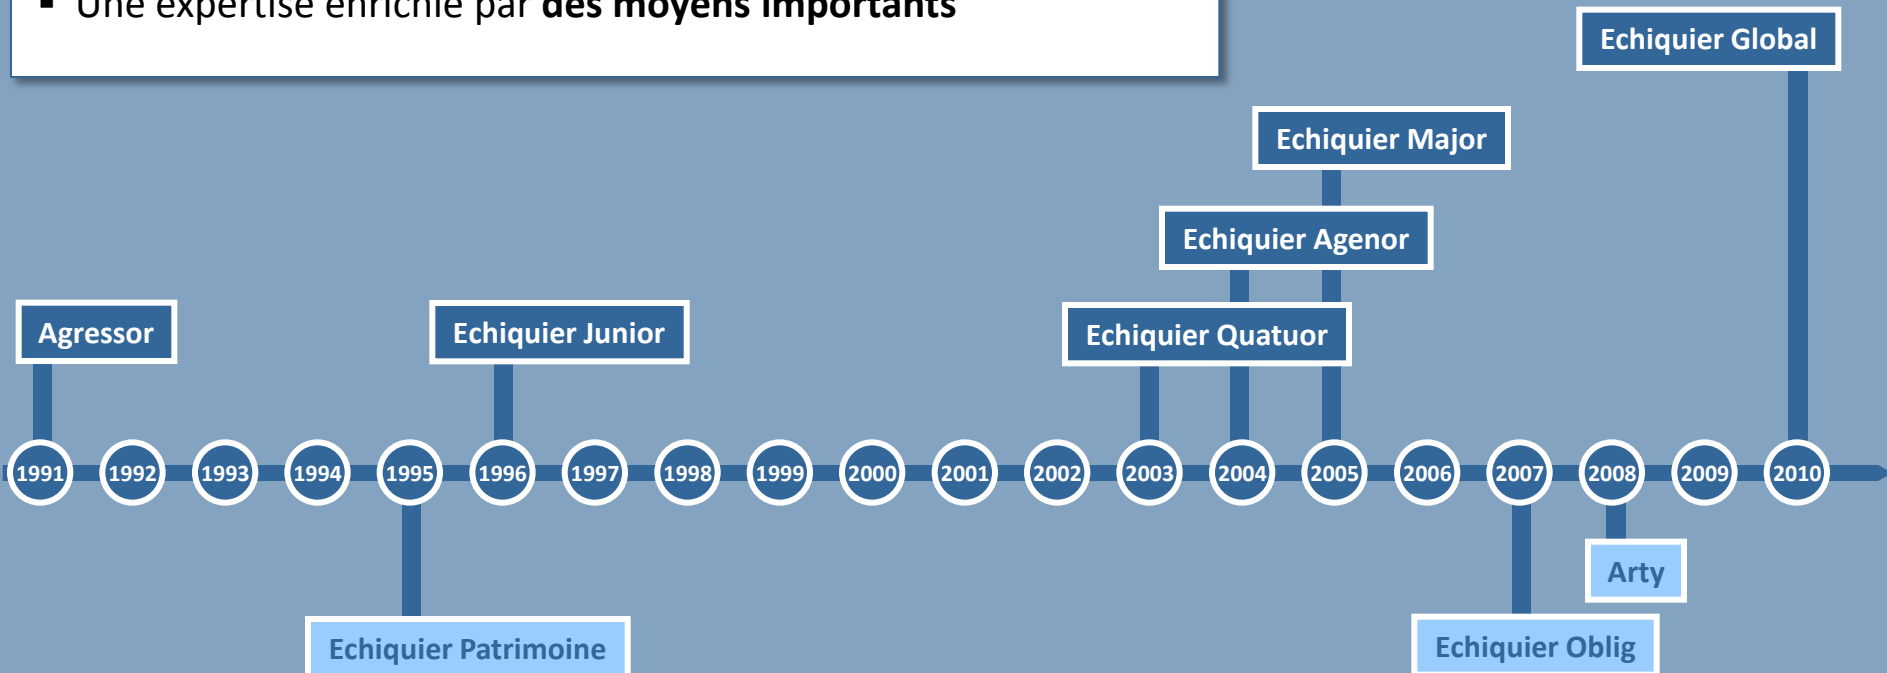 ▪ Une expertise enrichie par des moyens importants
Echiquier Global
Echiquier Major
Echiquier Agenor
Agressor
Echiquier Junior
Echiquier Quatuor
1991 1992 1993 1994 1995 1996 1997 1998 1999 2000 2001 2002 2003 2004 2005 2006 2007 2008 2009 2010
Arty
Echiquier Patrimoine
Echiquier Oblig